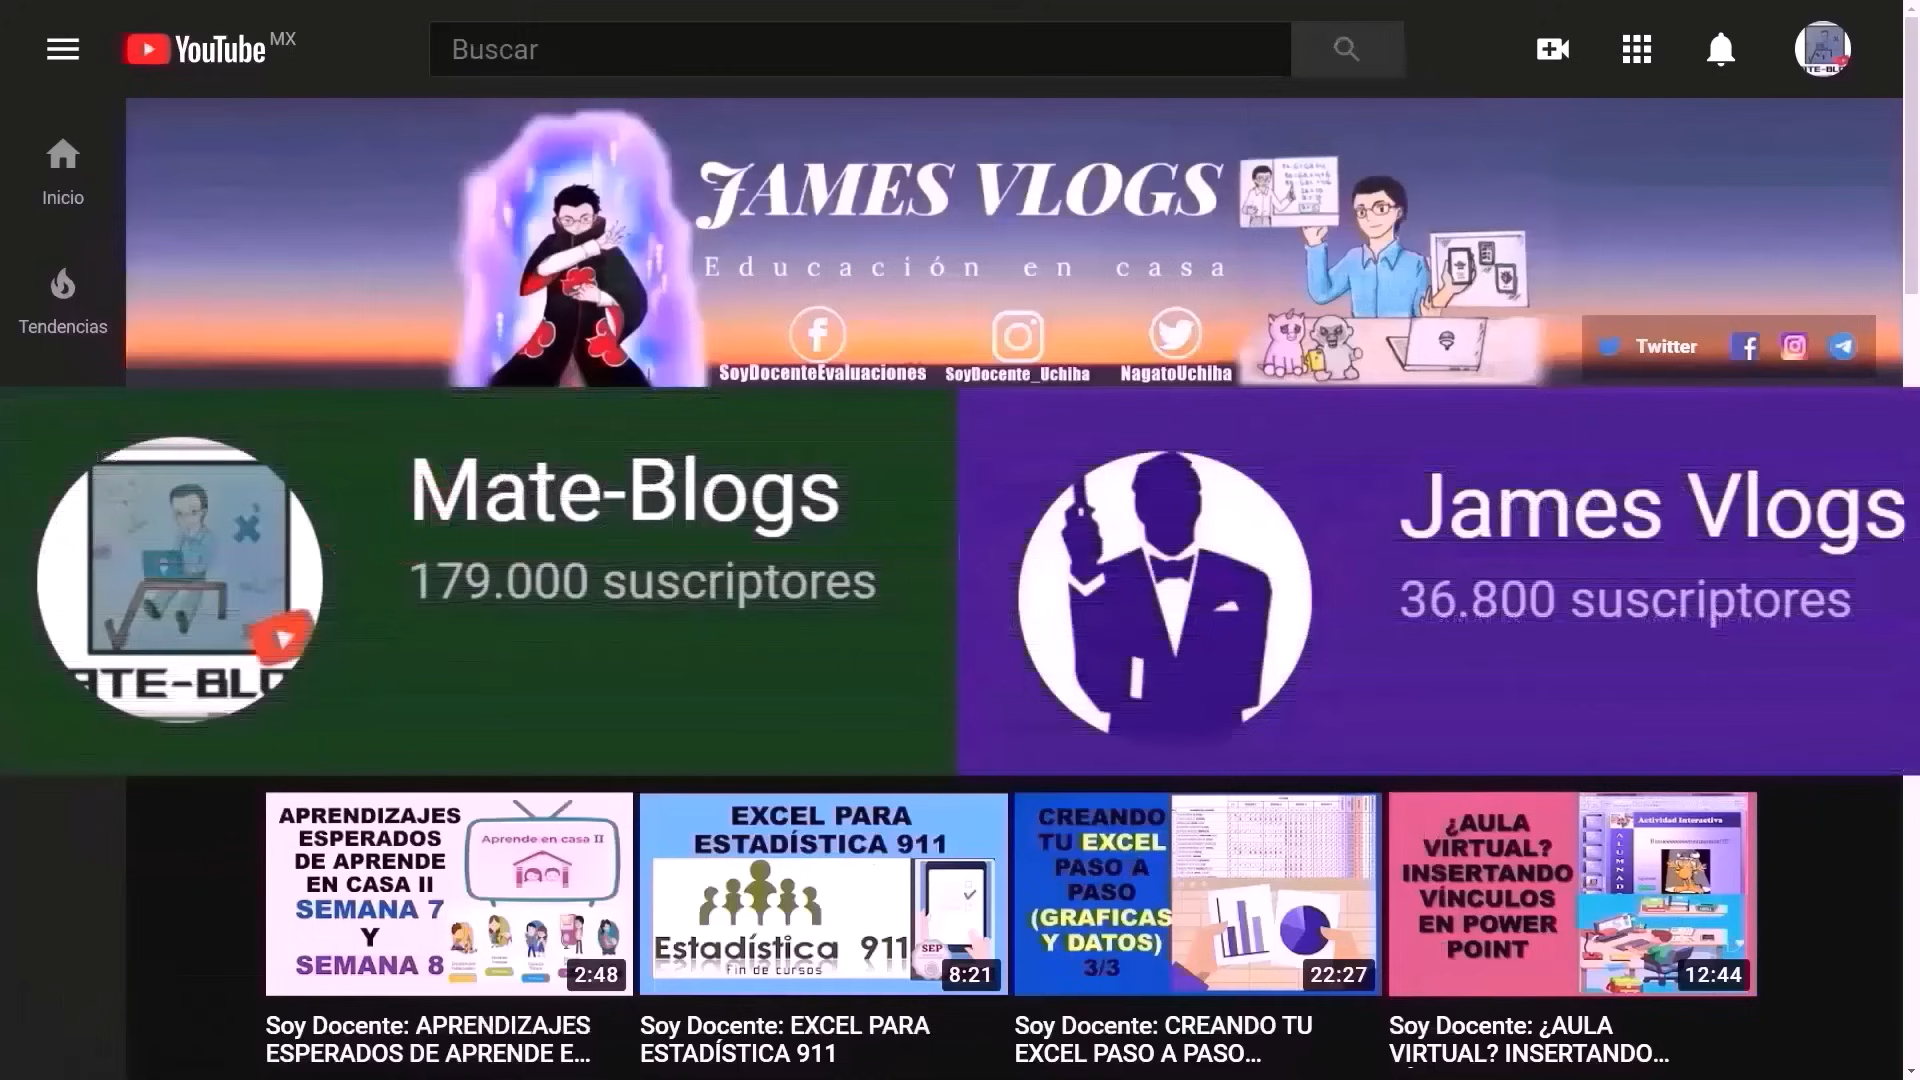 YouTube MX
Buscar
Inicio
Tendencias
JAMES VLOGS
Educación en casa
SoyDocenteEvaluaciones
SoyDocente_Uchiha
NagatoUchiha
Twitter
Mate-Blogs
179.000 suscriptores
ATE-BLO
James Vlogs
36.800 suscriptores
APRENDIZAJES
ESPERADOS
DE APRENDE
EN CASA II
SEMANA 7
Y
SEMANA 8
Aprende en casa II
2:48
EXCEL PARA
ESTADÍSTICA 911
Estadística 911
fin de cursos
SEP
8:21
CREANDO
TU EXCEL
PASO A
PASO
(GRAFICAS
Y DATOS)
3/3
22:27
¿AULA
VIRTUAL?
INSERTANDO
VÍNCULOS
EN POWER
POINT
Actividad Interactiva
ALUMNAD
12:44
Soy Docente: APRENDIZAJES
ESPERADOS DE APRENDE E...
Soy Docente: EXCEL PARA
ESTADÍSTICA 911
Soy Docente: CREANDO TU
EXCEL PASO A PASO...
Soy Docente: ¿AULA
VIRTUAL? INSERTANDO...